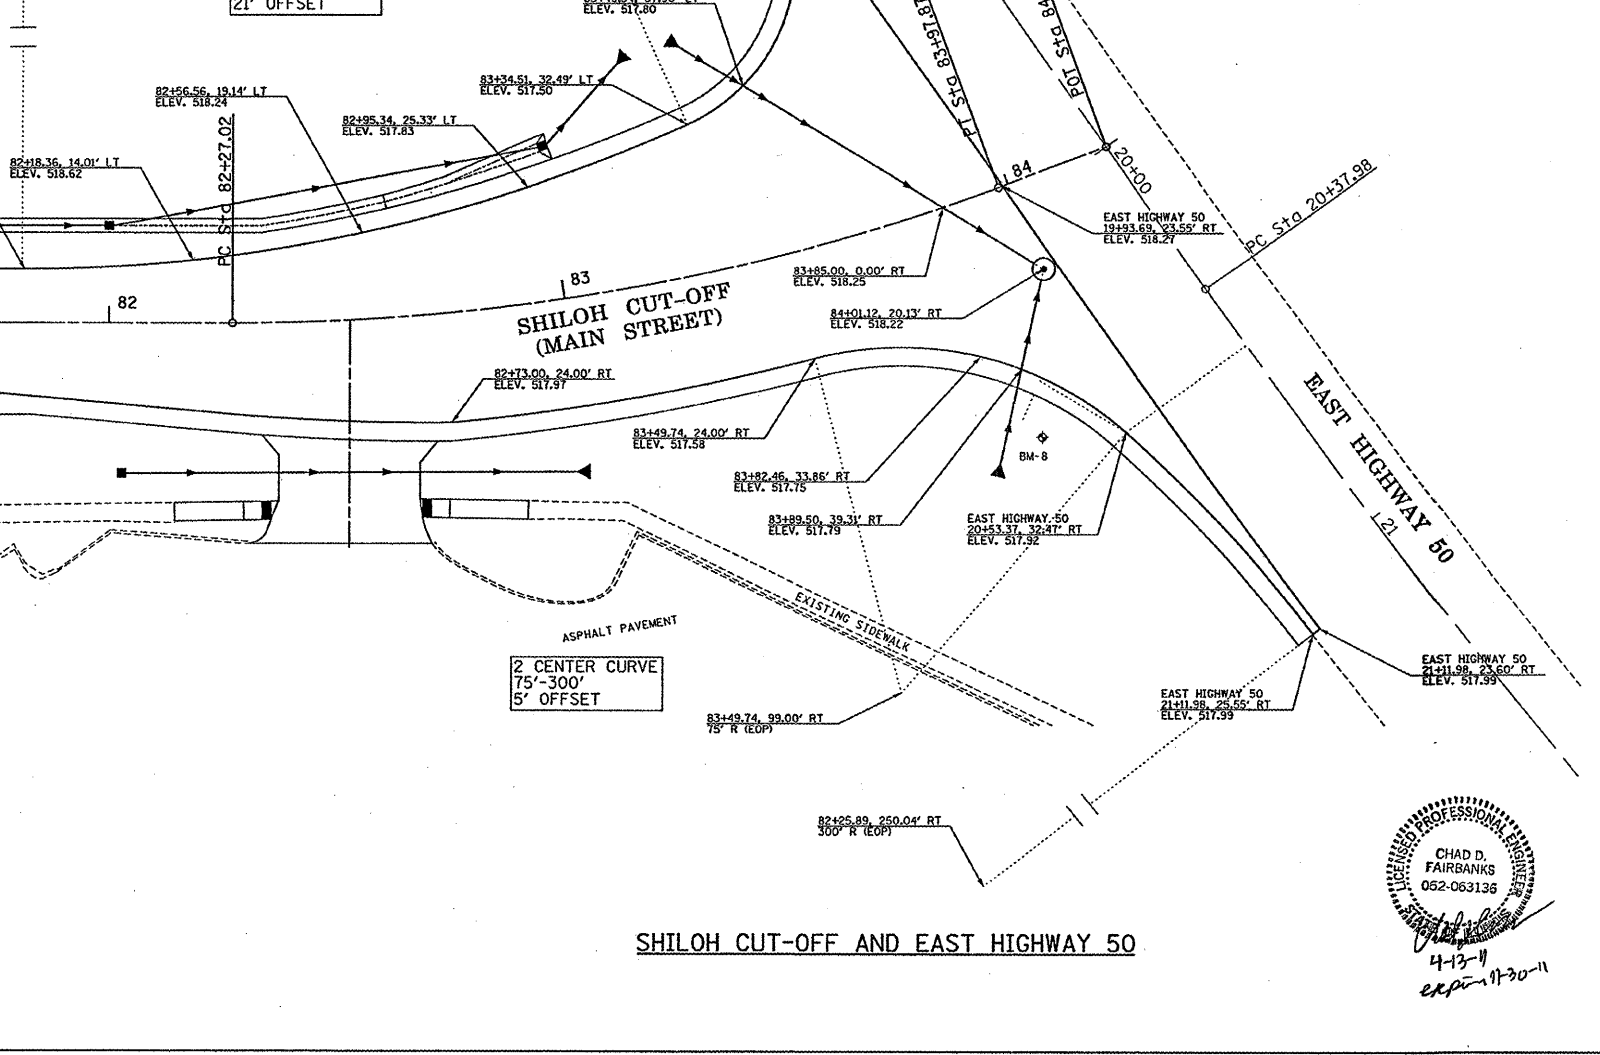 21' OFFSET
ELEV. 517.80
PT Sta 83+97.87
POT Sta 84
83+34.51, 32.49' LT
ELEV. 517.50
82+56.56, 19.14' LT
ELEV. 518.24
82+95.34, 25.33' LT
ELEV. 517.83
PC Sta 82+27.02
82+18.36, 14.01' LT
ELEV. 518.62
84
20+00
PC Sta 20+37.98
EAST HIGHWAY 50
19+93.69, 23.55' RT
ELEV. 518.27
83+85.00, 0.00' RT
ELEV. 518.25
84+01.12, 20.13' RT
ELEV. 518.22
82
83
SHILOH CUT-OFF
(MAIN STREET)
82+73.00, 24.00' RT
ELEV. 517.97
83+49.74, 24.00' RT
ELEV. 517.58
BM-8
83+82.46, 33.86' RT
ELEV. 517.75
83+89.50, 39.31' RT
ELEV. 517.79
EAST HIGHWAY 50
20+53.37, 32.47' RT
ELEV. 517.92
EAST HIGHWAY 50
21
EXISTING SIDEWALK
ASPHALT PAVEMENT
2 CENTER CURVE
75'-300'
5' OFFSET
EAST HIGHWAY 50
21+11.98, 23.60' RT
ELEV. 517.99
EAST HIGHWAY 50
21+11.98, 25.55' RT
ELEV. 517.99
83+49.74, 99.00' RT
75' R (EOP)
82+25.89, 250.04' RT
300' R (EOP)
LICENSED PROFESSIONAL ENGINEER
CHAD D.
FAIRBANKS
062-063136
4-13-11
11-30-11
SHILOH CUT-OFF AND EAST HIGHWAY 50